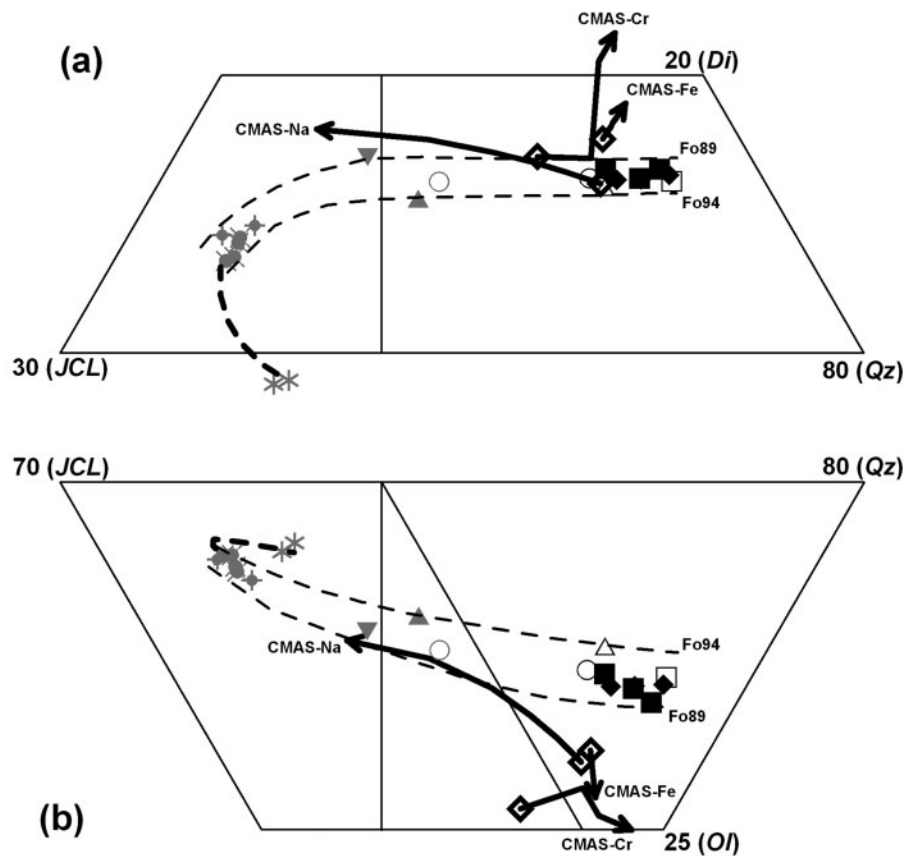 CMAS-Cr
(a)
20 (Di)
CMAS-Fe
CMAS-Na
Fo89
Fo94
30 (JCL)
80 (Qz)
70 (JCL)
80 (Qz)
CMAS-Na
Fo94
Fo89
CMAS-Fe
(b)
CMAS-Cr
25 (Ol)